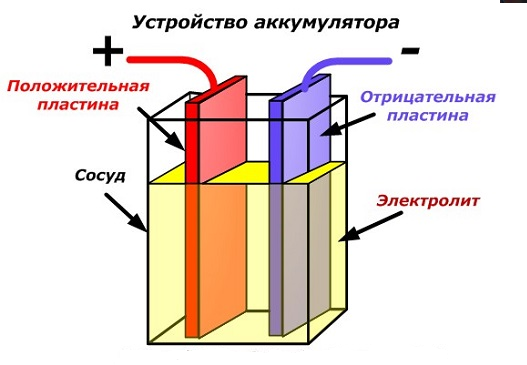 Устройство аккумулятора
+
-
Положительная
пластина
Отрицательная
пластина
Сосуд
Электролит